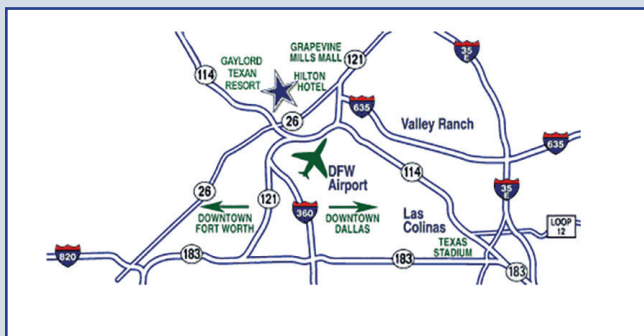 GRAPEVINE
MILLS MALL
121
35
E
GAYLORD
TEXAN
RESORT
114
HILTON
HOTEL
635
26
Valley Ranch
635
DFW
Airport
114
35
E
26
121
360
DOWNTOWN
FORT WORTH
DOWNTOWN
DALLAS
Las
Colinas
LOOP
12
TEXAS
STADIUM
820
183
183
183